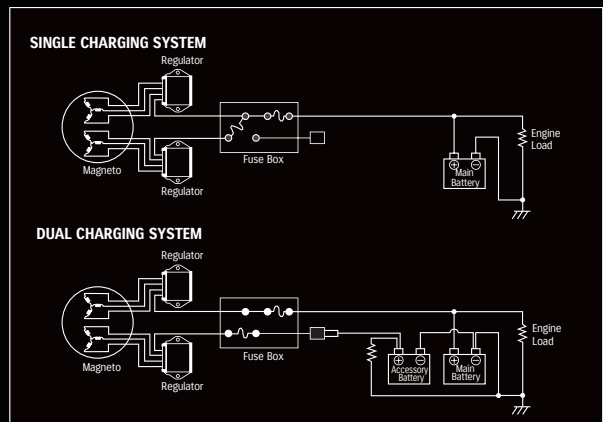 SINGLE CHARGING SYSTEM
Regulator
Magneto
Regulator
Fuse Box
Main
Battery
Engine
Load
DUAL CHARGING SYSTEM
Regulator
Magneto
Regulator
Fuse Box
Accessory
Battery
Main
Battery
Engine
Load